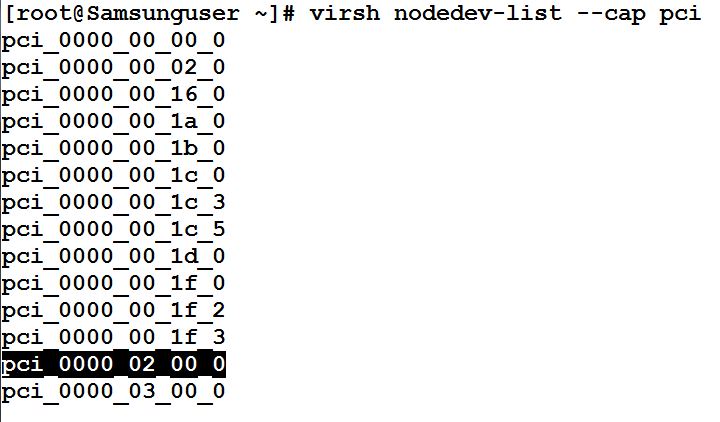 [root@Samsunguser ~]# virsh nodedev-list --cap pci
pci_0000_00_00_0
pci_0000_00_02_0
pci_0000_00_16_0
pci_0000_00_1a_0
pci_0000_00_1b_0
pci_0000_00_1c_0
pci_0000_00_1c_3
pci_0000_00_1c_5
pci_0000_00_1d_0
pci_0000_00_1f_0
pci_0000_00_1f_2
pci_0000_00_1f_3
pci_0000_02_00_0
pci_0000_03_00_0